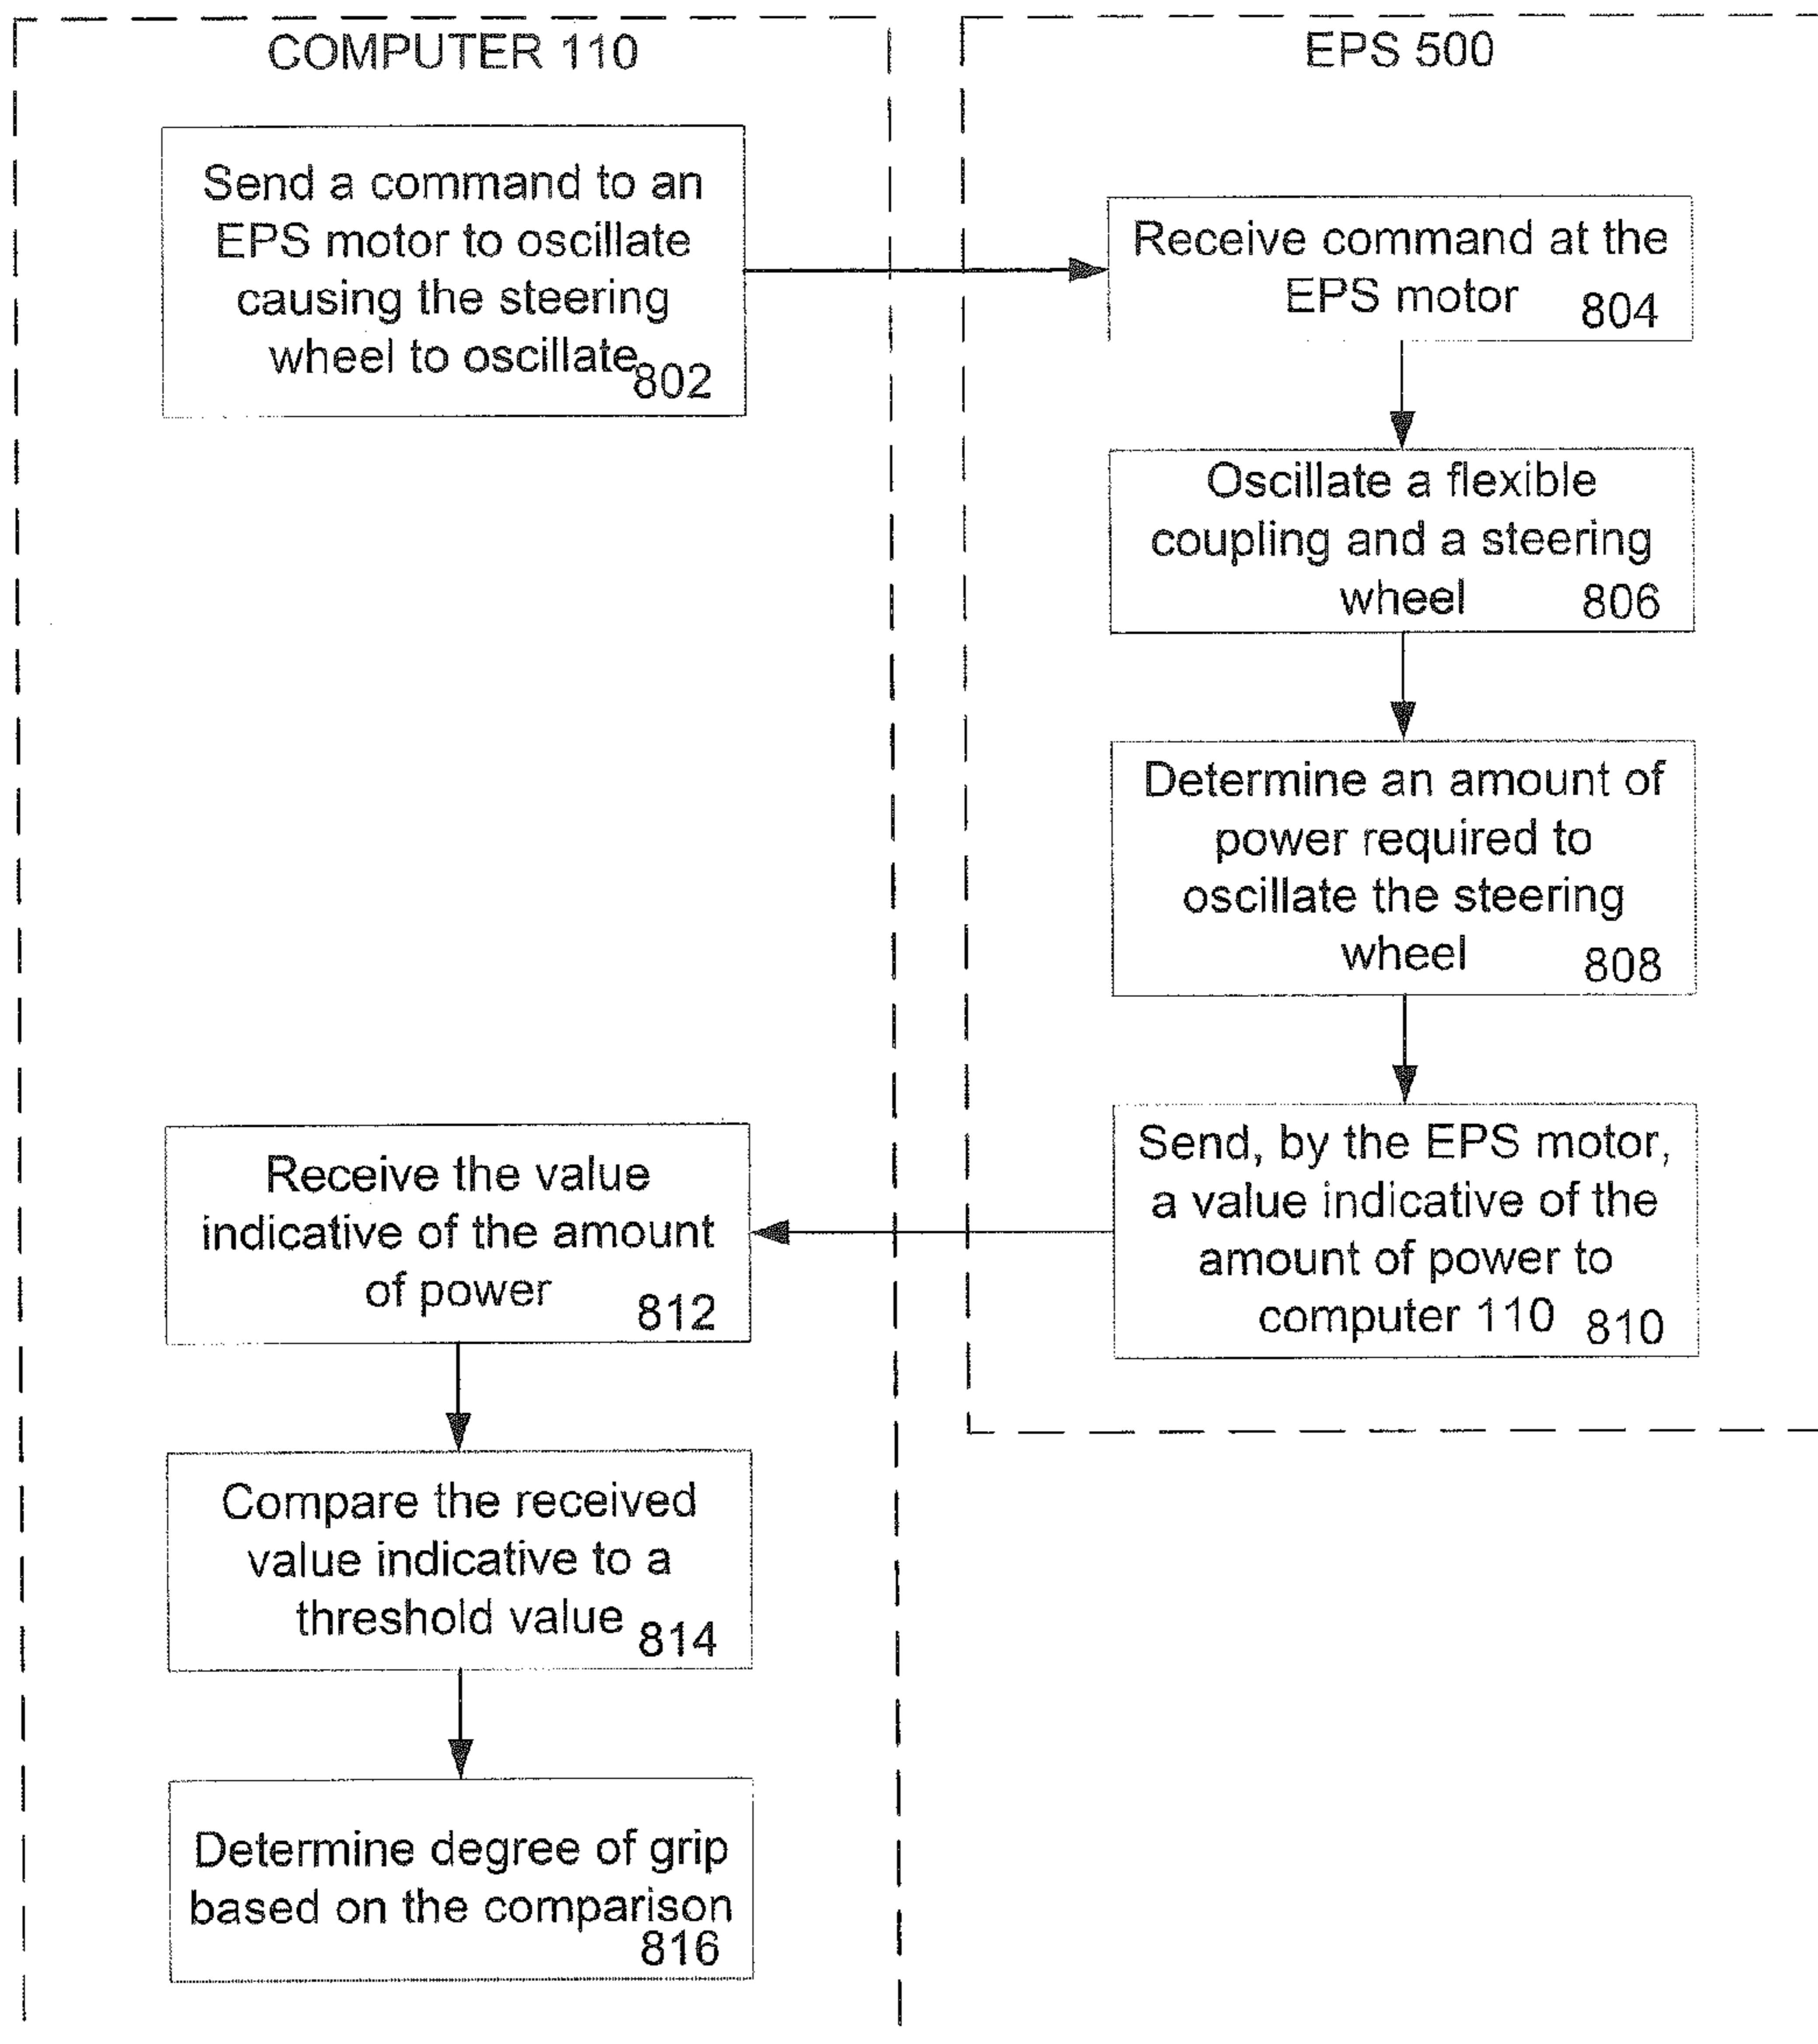 COMPUTER 110
Send a command to an
EPS motor to oscillate
causing the steering
wheel to oscillate
802
EPS 500
Receive command at the
EPS motor 804
Oscillate a flexible
coupling and a steering
wheel 806
Determine an amount of
power required to
oscillate the steering
wheel 808
Send, by the EPS motor,
a value indicative of the
amount of power to
computer 110 810
Receive the value
indicative of the amount
of power 812
Compare the received
value indicative to a
threshold value 814
Determine degree of grip
based on the comparison
816